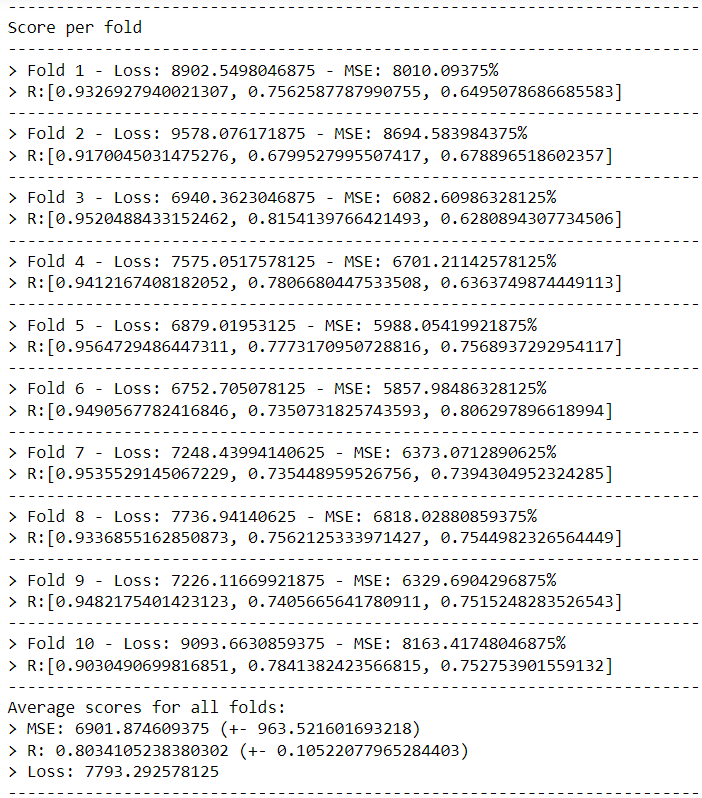 ------------------------------------------------------------------------
Score per fold
------------------------------------------------------------------------
> Fold 1 - Loss: 8902.5498046875 - MSE: 8010.09375%
> R:[0.9326927940021307, 0.7562587787990755, 0.6495078686685583]
------------------------------------------------------------------------
> Fold 2 - Loss: 9578.076171875 - MSE: 8694.583984375%
> R:[0.9170045031475276, 0.6799527995507417, 0.678896518602357]
------------------------------------------------------------------------
> Fold 3 - Loss: 6940.3623046875 - MSE: 6082.60986328125%
> R:[0.9520488433152462, 0.8154139766421493, 0.6280894307734506]
------------------------------------------------------------------------
> Fold 4 - Loss: 7575.0517578125 - MSE: 6701.21142578125%
> R:[0.9412167408182052, 0.7806680447533508, 0.6363749874449113]
------------------------------------------------------------------------
> Fold 5 - Loss: 6879.01953125 - MSE: 5988.05419921875%
> R:[0.9564729486447311, 0.7773170950728816, 0.7568937292954117]
------------------------------------------------------------------------
> Fold 6 - Loss: 6752.705078125 - MSE: 5857.98486328125%
> R:[0.9490567782416846, 0.7350731825743593, 0.806297896618994]
------------------------------------------------------------------------
> Fold 7 - Loss: 7248.43994140625 - MSE: 6373.0712890625%
> R:[0.9535529145067229, 0.735448959526756, 0.7394304952324285]
------------------------------------------------------------------------
> Fold 8 - Loss: 7736.94140625 - MSE: 6818.02880859375%
> R:[0.9336855162850873, 0.7562125333971427, 0.7544982326564449]
------------------------------------------------------------------------
> Fold 9 - Loss: 7226.11669921875 - MSE: 6329.6904296875%
> R:[0.9482175401423123, 0.7405665641780911, 0.7515248283526543]
------------------------------------------------------------------------
> Fold 10 - Loss: 9093.6630859375 - MSE: 8163.41748046875%
> R:[0.9030490699816851, 0.7841382423566815, 0.752753901559132]
------------------------------------------------------------------------
Average scores for all folds:
> MSE: 6901.874609375 (+- 963.521601693218)
> R: 0.8034105238380302 (+- 0.10522077965284403)
> Loss: 7793.292578125
------------------------------------------------------------------------